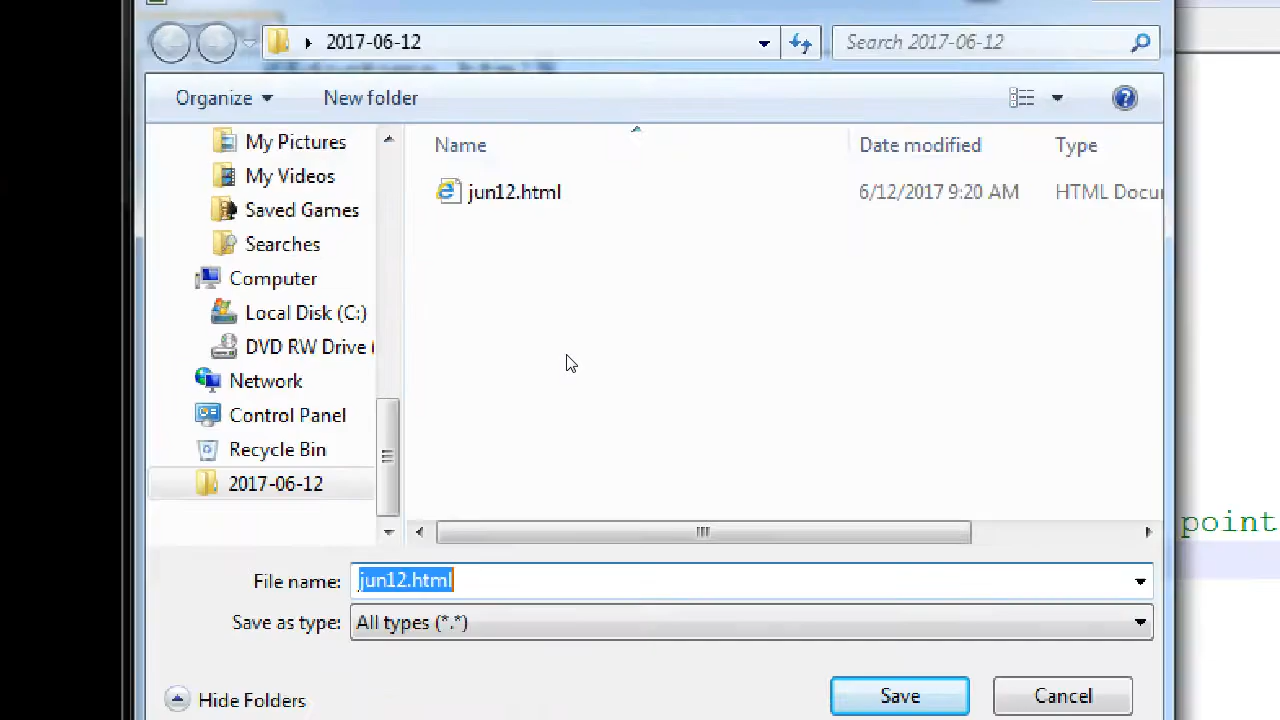 2017-06-12
Search 2017-06-12
Organize
New folder
Name
Date modified
Type
My Pictures
My Videos
Saved Games
Searches
Computer
Local Disk (C:)
DVD RW Drive (
Network
Control Panel
Recycle Bin
2017-06-12
jun12.html
6/12/2017 9:20 AM
HTML Docu
point
File name:
jun12.html
Save as type:
All types (*.*)
Hide Folders
Save
Cancel